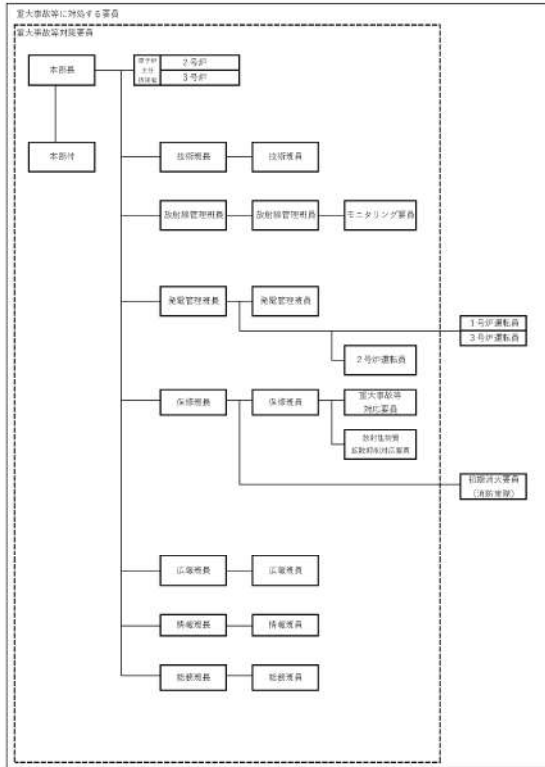 重大事故等に対処する要員
重大事故等対策要員
本部長
原子炉
主任
技術者
2号炉
3号炉
本部付
技術班長
技術班員
放射線管理班長
放射線管理班員
モニタリング要員
発電管理班長
発電管理班員
1号炉運転員
3号炉運転員
2号炉運転員
保修班長
保修班員
重大事故等
対応要員
放射性物質
拡散抑制対応要員
初期消火要員
(消防車隊)
広報班長
広報班員
情報班長
情報班員
総務班長
総務班員